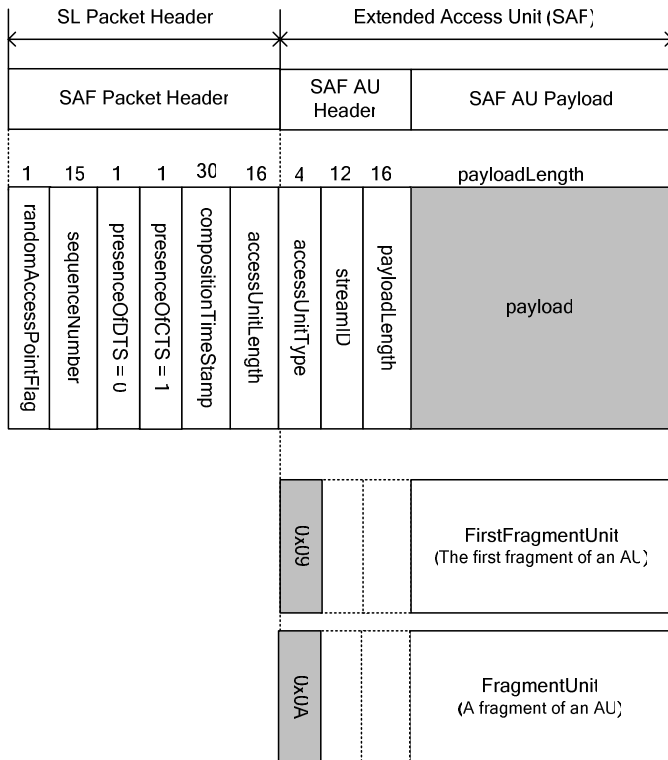 SL Packet Header
Extended Access Unit (SAF)
SAF Packet Header
SAF AU
Header
SAF AU Payload
1
15
1
1
30
16
4
12
16
payloadLength
randomAccessPointFlag
sequenceNumber
presenceOfDTS = 0
presenceOfCTS = 1
compositionTimeStamp
accessUnitLength
accessUnitType
streamID
payloadLength
payload
0x09
FirstFragmentUnit
(The first fragment of an AU)
0x0A
FragmentUnit
(A fragment of an AU)